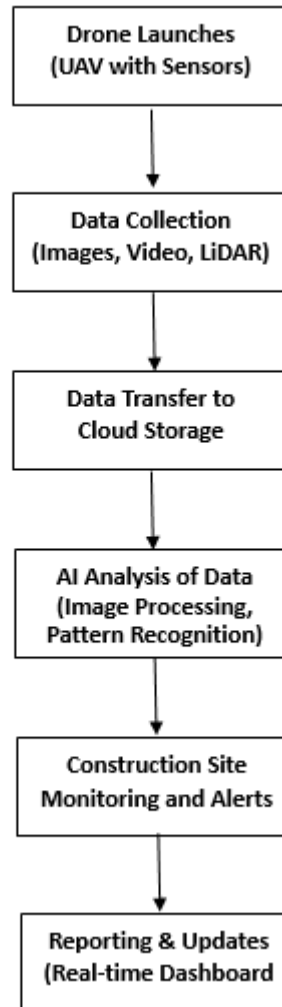 Drone Launches
(UAV with Sensors)
Data Collection
(Images, Video, LiDAR)
Data Transfer to
Cloud Storage
AI Analysis of Data
(Image Processing,
Pattern Recognition)
Construction Site
Monitoring and Alerts
Reporting & Updates
(Real-time Dashboard